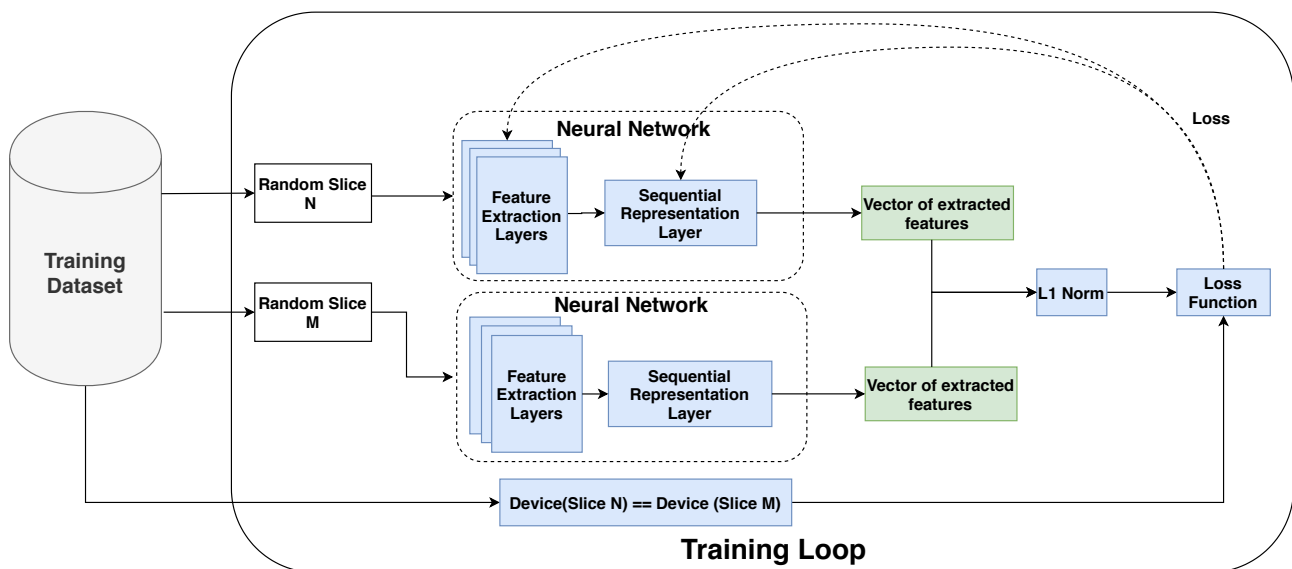 Loss
Neural Network
Random Slice
N
Feature
Extraction
Layers
Sequential
Representation
Layer
Vector of extracted
features
Training
Dataset
Random Slice
M
Neural Network
L1 Norm
Loss
Function
Feature
Extraction
Layers
Sequential
Representation
Layer
Vector of extracted
features
Device(Slice N) == Device (Slice M)
Training Loop